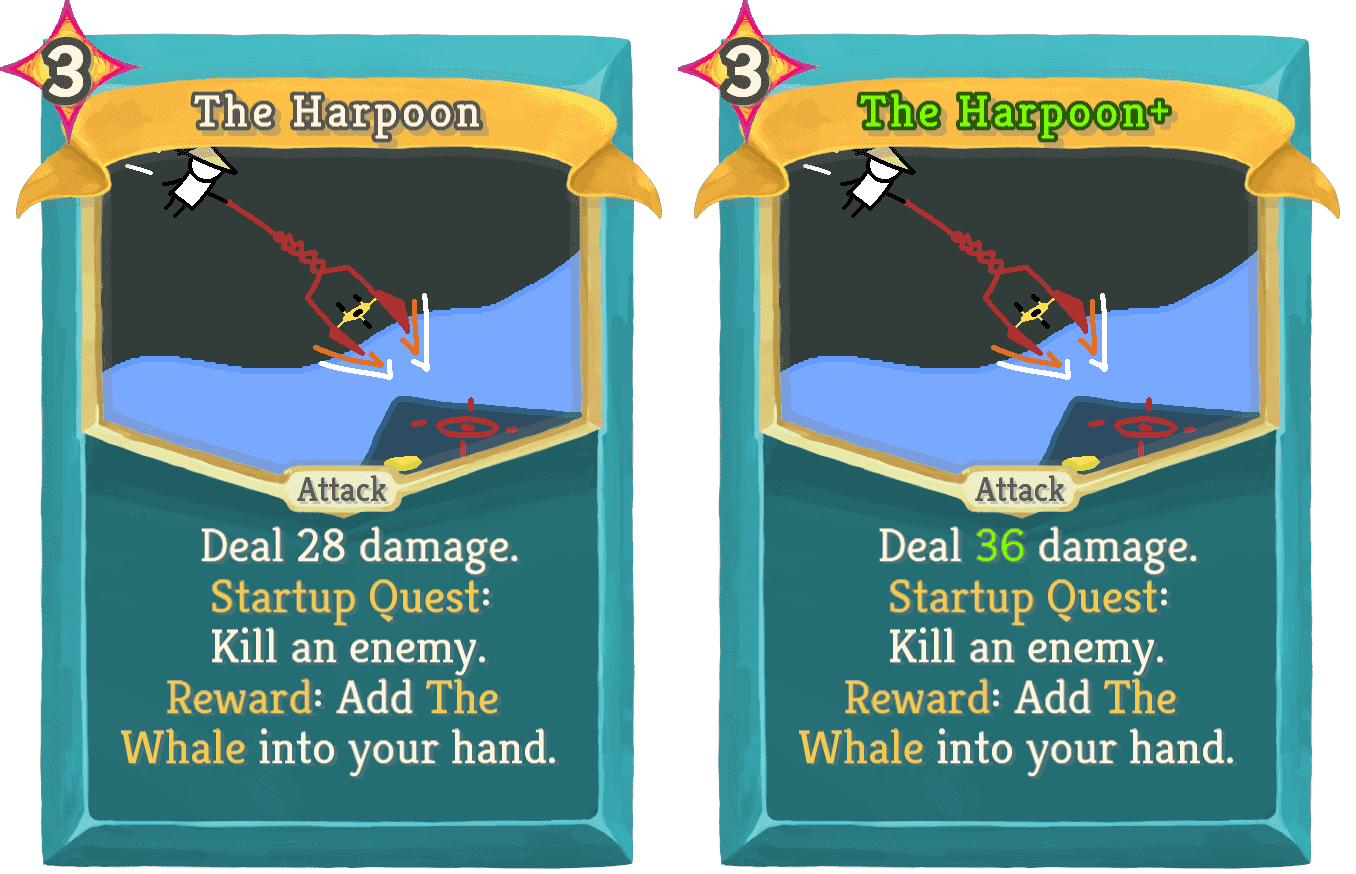 3
The Harpoon
Attack
Deal 28 damage.
Startup Quest:
Kill an enemy.
Reward: Add The
Whale into your hand.
3
The Harpoon+
Attack
Deal 36 damage.
Startup Quest:
Kill an enemy.
Reward: Add The
Whale into your hand.